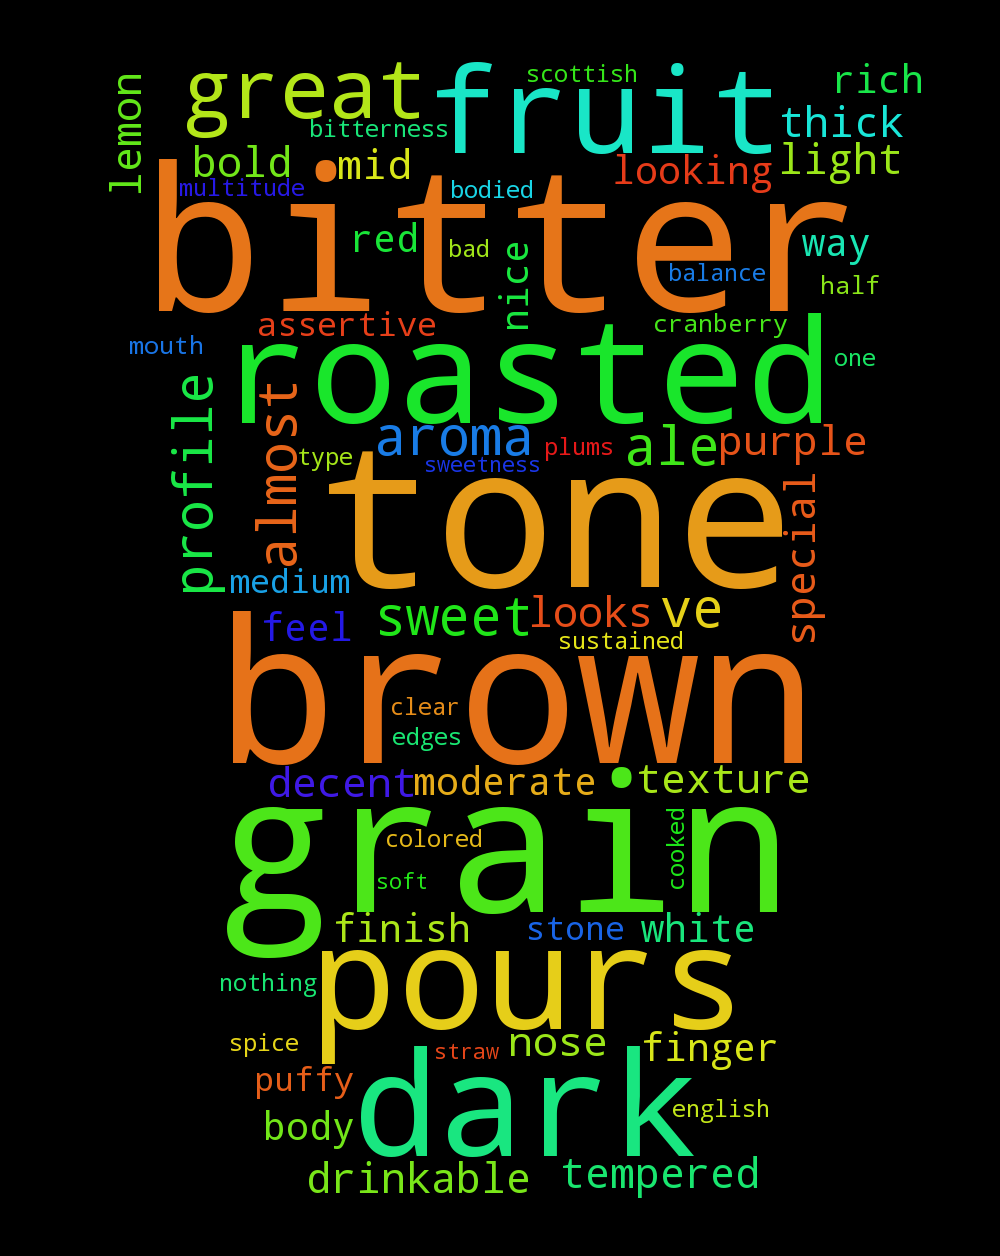 scottish
rich
great
fruit
lemon
bitterness
thick
bold
mid
looking
light
multitude
bodied
bitter
red
bad
nice
way
balance
half
assertive
cranberry
mouth
roasted
one
profile
almost
aroma
plums
ale
purple
type
sweetness
tone
special
medium
sweet
looks
ve
feel
sustained
brown
clear
edges
decent
moderate
texture
colored
cooked
grain
soft
finish
stone
white
nothing
pours
spice
straw
nose
finger
puffy
dark
english
body
drinkable
tempered